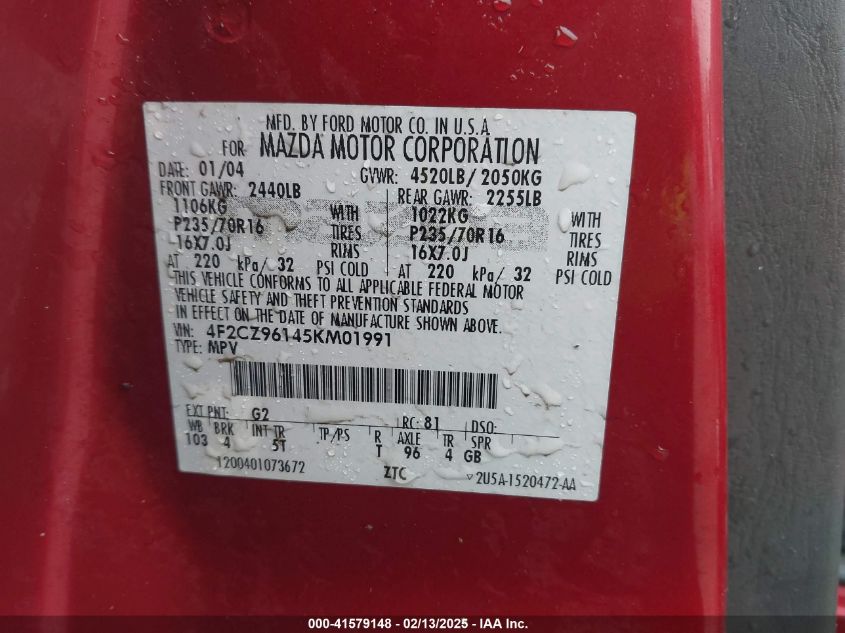 MFD. BY FORD MOTOR CO. IN U.S.A
FOR MAZDA MOTOR CORPORATION
DATE: 01/04 GVWR: 4520LB/ 2050KG
FRONT GAWR: 2440LB REAR GAWR: 2255LB
1106KG WITH 1022KG WITH
P235/70R16 TIRES P235/70R16 TIRES
16X7.0J RIMS 16X7.0J RIMS
AT 220 kPa/ 32 PSI COLD AT 220 kPa/ 32 PSI COLD
THIS VEHICLE CONFORMS TO ALL APPLICABLE FEDERAL MOTOR
VEHICLE SAFETY AND THEFT PREVENTION STANDARDS
IN EFFECT ON THE DATE OF MANUFACTURE SHOWN ABOVE.
VIN: 4F2CZ96145KM01991
TYPE: MPV
EXT PNT: G2 RC: 81 DSO:
WB BRK INT TR TP/PS R AXLE TR SPR
103 4 5T T 96 4 GB
1200401073672 ZTC ▽ 2U5A-1520472-AA
000-41579148 - 02/13/2025 - IAA Inc.